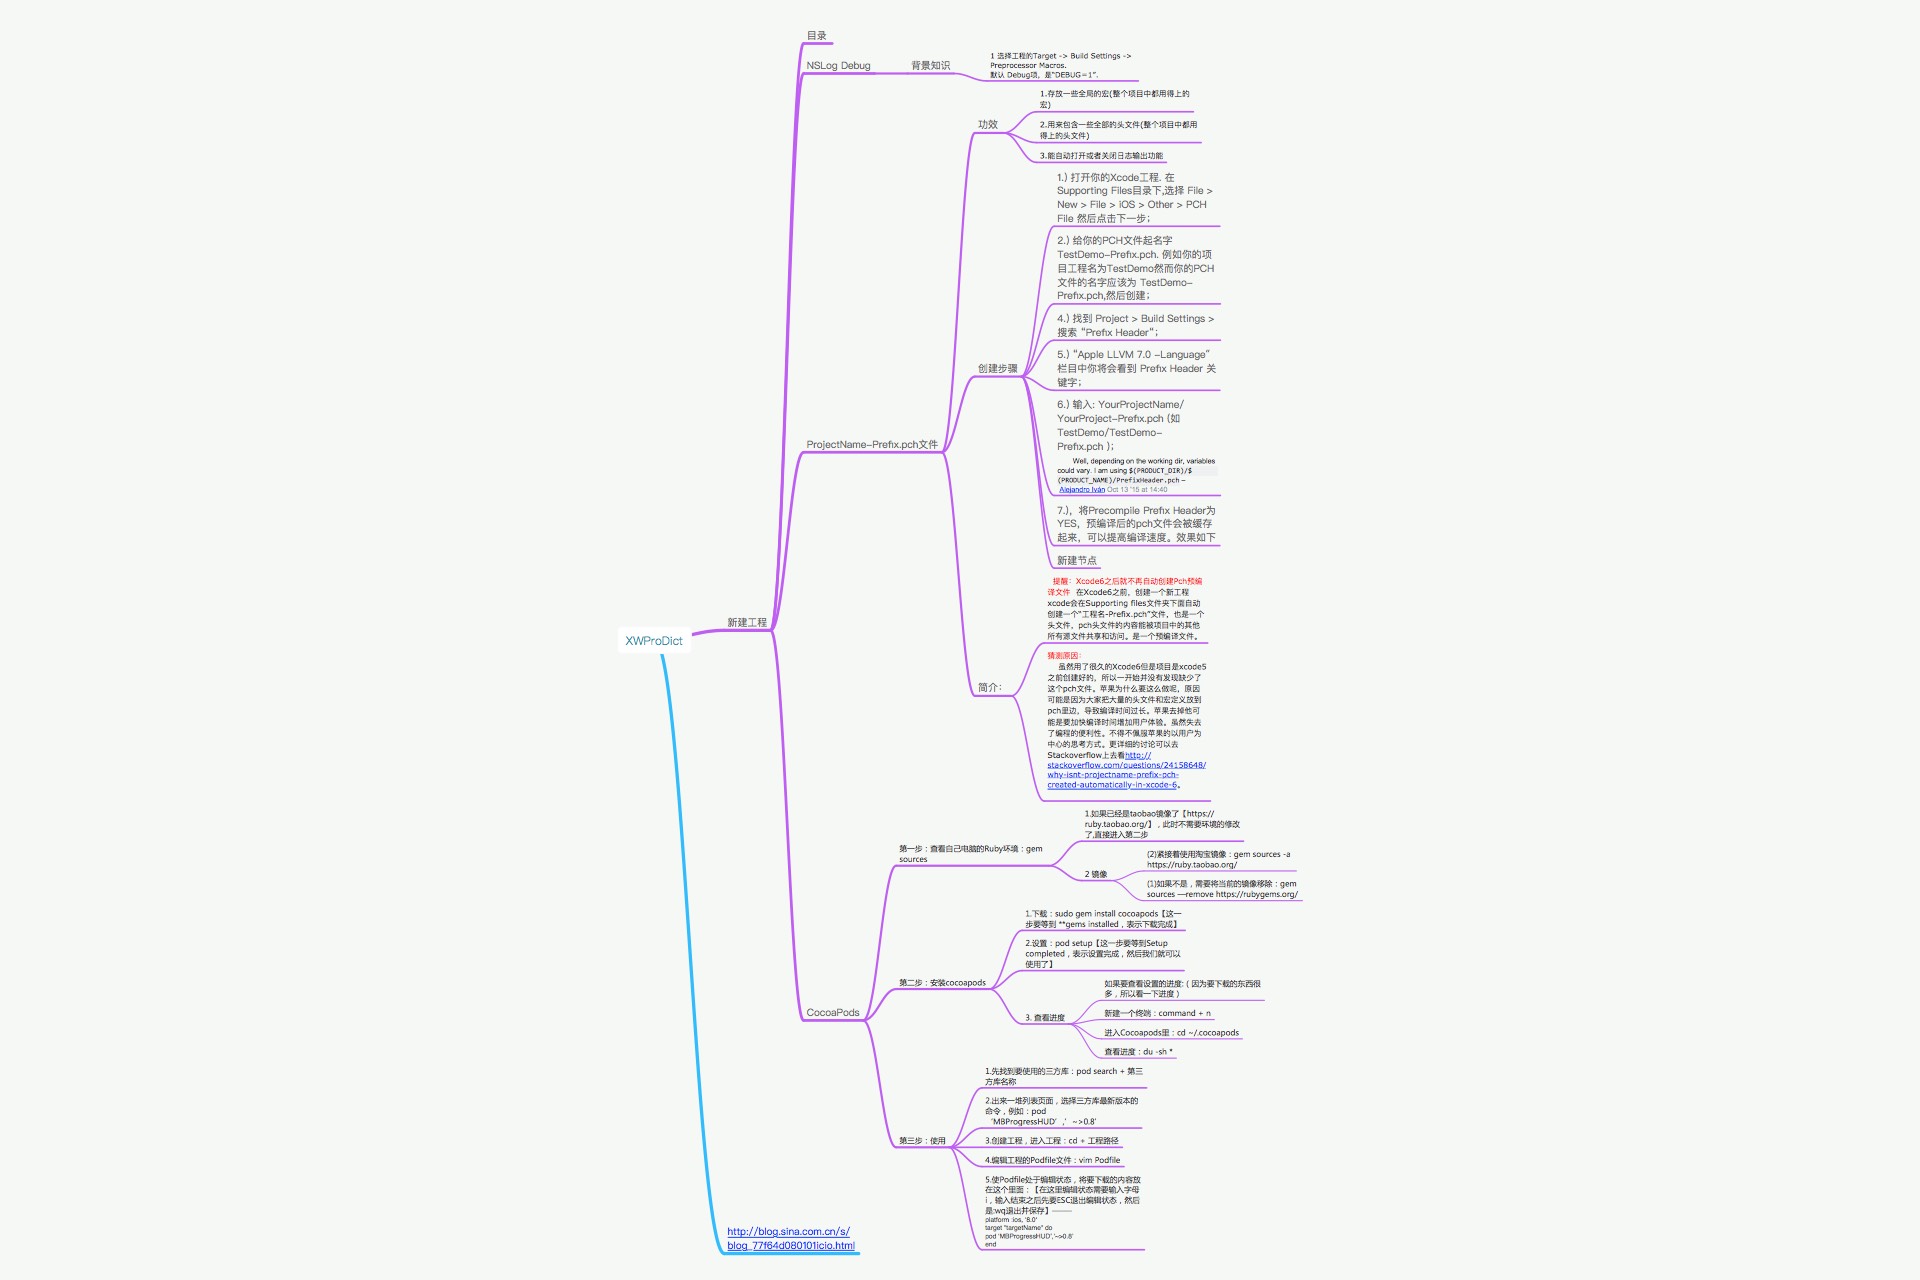 目录
NSLog Debug
背景知识
1 选择工程的Target -> Build Settings ->
Preprocessor Macros.
默认 Debug项，是“DEBUG=1”.
功效
1.存放一些全局的宏(整个项目中都用得上的
宏)
2.用来包含一些全部的头文件(整个项目中都用
得上的头文件)
3.能自动打开或者关闭日志输出功能
1.) 打开你的Xcode工程. 在
Supporting Files目录下,选择 File >
New > File > iOS > Other > PCH
File 然后点击下一步；
2.) 给你的PCH文件起名字
TestDemo-Prefix.pch. 例如你的项
目工程名为TestDemo然而你的PCH
文件的名字应该为 TestDemo-
Prefix.pch,然后创建；
4.) 找到 Project > Build Settings >
搜索 “Prefix Header“；
创建步骤
5.) “Apple LLVM 7.0 -Language“
栏目中你将会看到 Prefix Header 关
键字；
6.) 输入: YourProjectName/
YourProject-Prefix.pch (如
TestDemo/TestDemo-
Prefix.pch )；
Well, depending on the working dir, variables
could vary. I am using $(PRODUCT_DIR)/$
(PRODUCT_NAME)/PrefixHeader.pch –
Alejandro Iván Oct 13 '15 at 14:40
ProjectName-Prefix.pch文件
7.)，将Precompile Prefix Header为
YES，预编译后的pch文件会被缓存
起来，可以提高编译速度。效果如下
新建节点
提醒：Xcode6之后就不再自动创建Pch预编
译文件 在Xcode6之前，创建一个新工程
xcode会在Supporting files文件夹下面自动
创建一个“工程名-Prefix.pch”文件，也是一个
头文件，pch头文件的内容能被项目中的其他
所有源文件共享和访问。是一个预编译文件。
新建工程
XWProDict
简介：
猜测原因：
虽然用了很久的Xcode6但是项目是xcode5
之前创建好的，所以一开始并没有发现缺少了
这个pch文件。苹果为什么要这么做呢，原因
可能是因为大家把大量的头文件和宏定义放到
pch里边，导致编译时间过长。苹果去掉他可
能是要加快编译时间增加用户体验。虽然失去
了编程的便利性。不得不佩服苹果的以用户为
中心的思考方式。更详细的讨论可以去
Stackoverflow上去看http://
stackoverflow.com/questions/24158648/
why-isnt-projectname-prefix-pch-
created-automatically-in-xcode-6。
1.如果已经是taobao镜像了【https://
ruby.taobao.org/】，此时不需要环境的修改
了,直接进入第二步
第一步：查看自己电脑的Ruby环境：gem
sources
2 镜像
(2)紧接着使用淘宝镜像：gem sources -a
https://ruby.taobao.org/
(1)如果不是，需要将当前的镜像移除：gem
sources —remove https://rubygems.org/
1.下载：sudo gem install cocoapods【这一
步要等到 **gems installed，表示下载完成】
2.设置：pod setup【这一步要等到Setup
completed，表示设置完成，然后我们就可以
使用了】
第二步：安装cocoapods
3. 查看进度
如果要查看设置的进度:（因为要下载的东西很
多，所以看一下进度）
新建一个终端：command + n
进入Cocoapods里：cd ~/.cocoapods
查看进度：du -sh *
CocoaPods
1.先找到要使用的三方库：pod search + 第三
方库名称
2.出来一堆列表页面，选择三方库最新版本的
命令，例如：pod
‘MBProgressHUD’,’~>0.8’
第三步：使用
3.创建工程，进入工程：cd + 工程路径
4.编辑工程的Podfile文件：vim Podfile
5.使Podfile处于编辑状态，将要下载的内容放
在这个里面：【在这里编辑状态需要输入字母
i，输入结束之后先要ESC退出编辑状态，然后
是:wq退出并保存】———
platform :ios, '8.0'
target "targetName" do
pod 'MBProgressHUD','~>0.8'
end
http://blog.sina.com.cn/s/
blog_77f64d080101icio.html